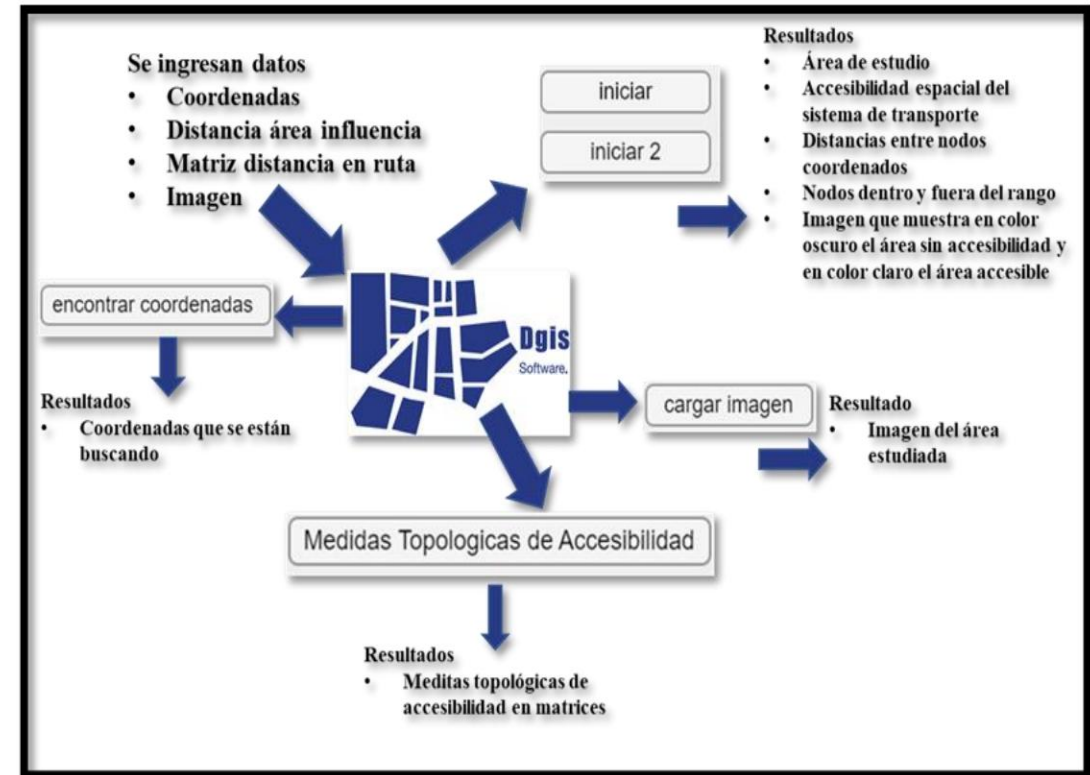 Se ingresan datos
• Coordenadas
• Distancia área influencia
• Matriz distancia en ruta
• Imagen
iniciar
iniciar 2
Resultados
• Área de estudio
• Accesibilidad espacial del
sistema de transporte
• Distancias entre nodos
coordenados
• Nodos dentro y fuera del rango
• Imagen que muestra en color
oscuro el área sin accesibilidad y
en color claro el área accesible
encontrar coordenadas
Resultados
• Coordenadas que se están
buscando
Dgis
Software.
cargar imagen
Resultado
• Imagen del área
estudiada
Medidas Topologicas de Accesibilidad
Resultados
• Meditas topológicas de
accesibilidad en matrices